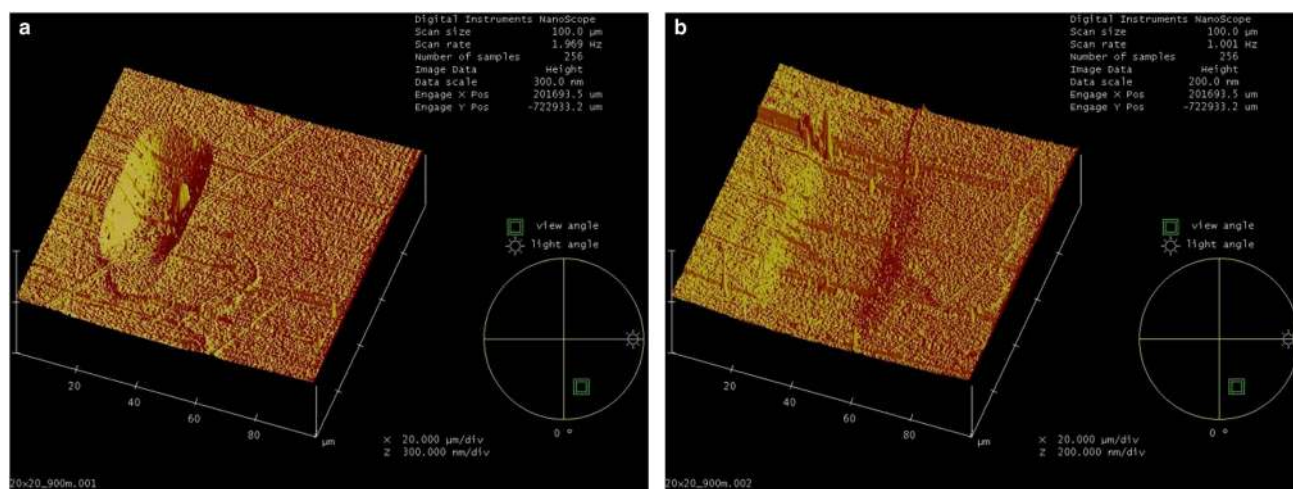 a
Digital Instruments NanoScope
Scan size 100.0 µm
Scan rate 1.969 Hz
Number of samples 256
Image Data Height
Data scale 300.0 nm
Engage X Pos 201693.5 um
Engage Y Pos -722933.2 um
view angle
light angle
0 º
20
40
60
80
µm
X 20.000 µm/div
Z 300.000 nm/div
20x20_900m.001
b
Digital Instruments NanoScope
Scan size 100.0 µm
Scan rate 1.001 Hz
Number of samples 256
Image Data Height
Data scale 200.0 nm
Engage X Pos 201693.5 um
Engage Y Pos -722933.2 um
view angle
light angle
0 º
20
40
60
80
µm
X 20.000 µm/div
Z 200.000 nm/div
20x20_900m.002